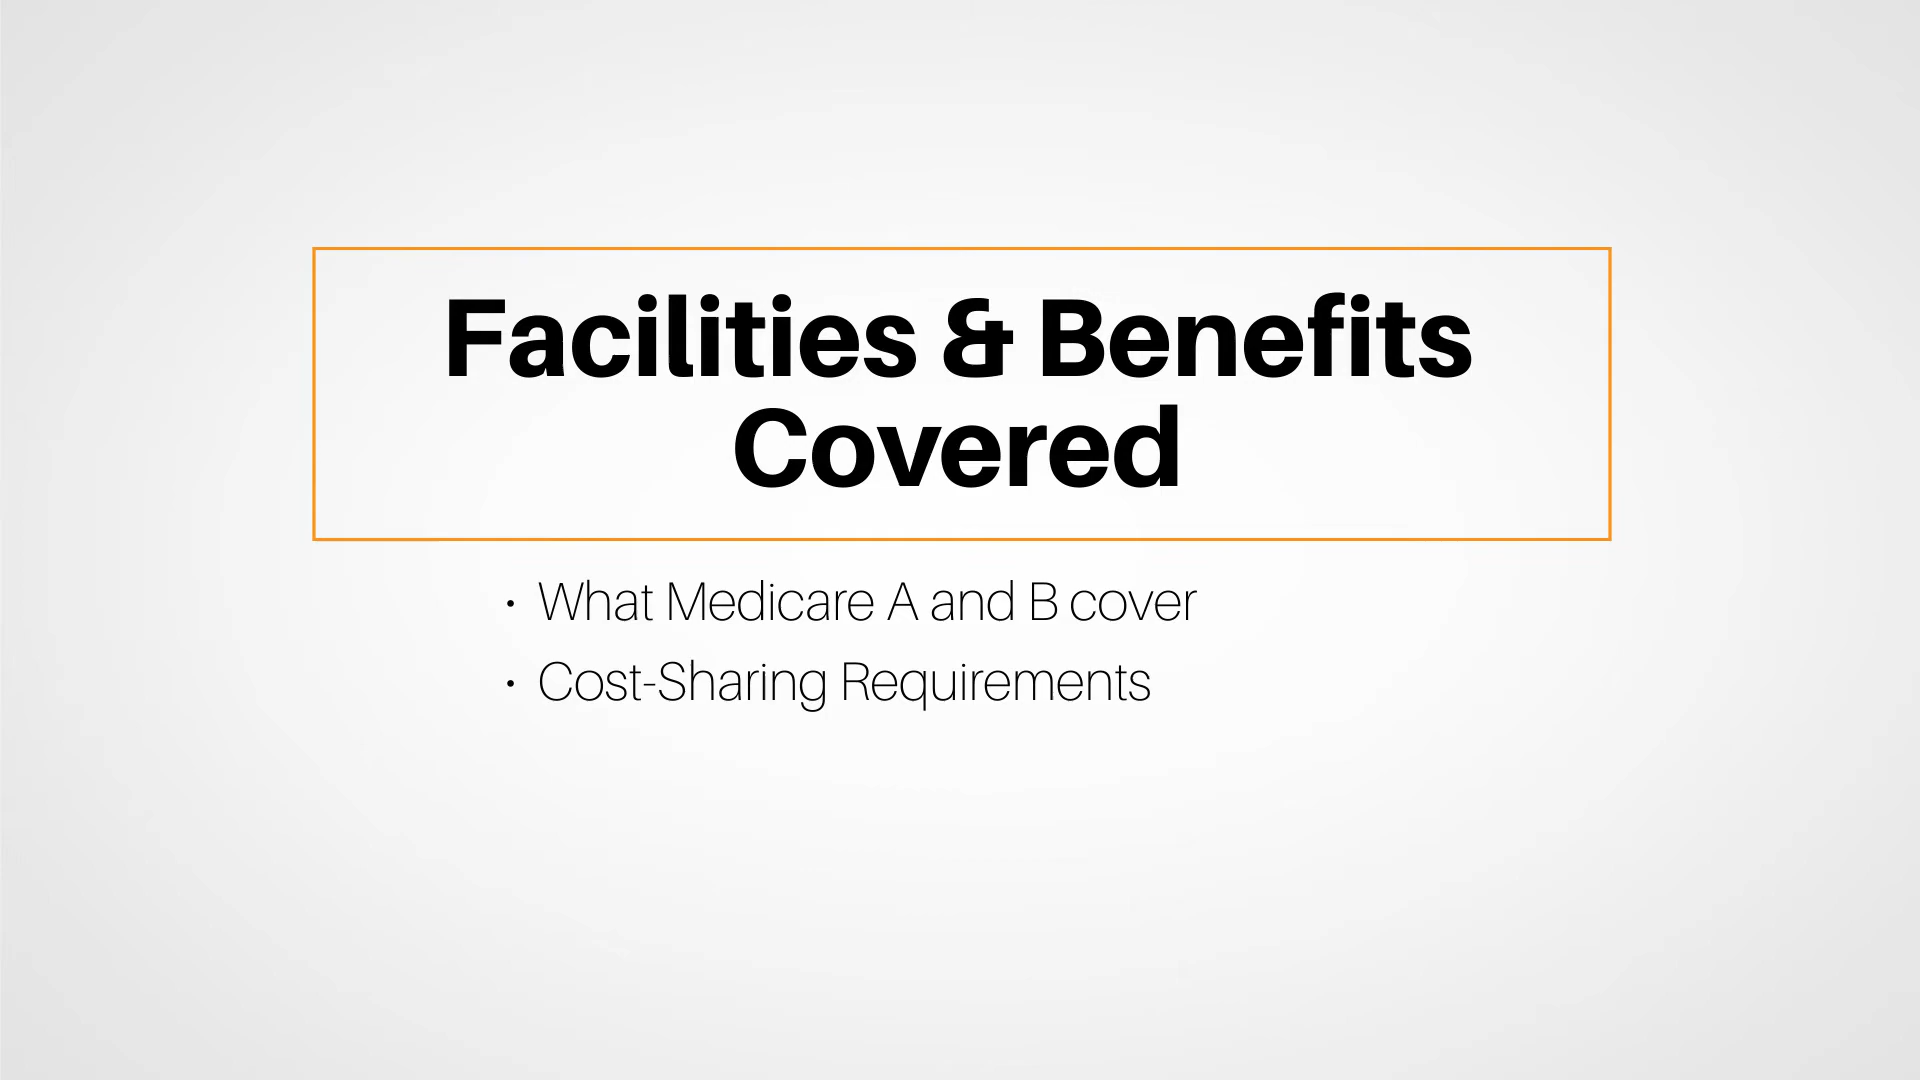 Facilities & Benefits
Covered
• What Medicare A and B cover
• Cost-Sharing Requirements